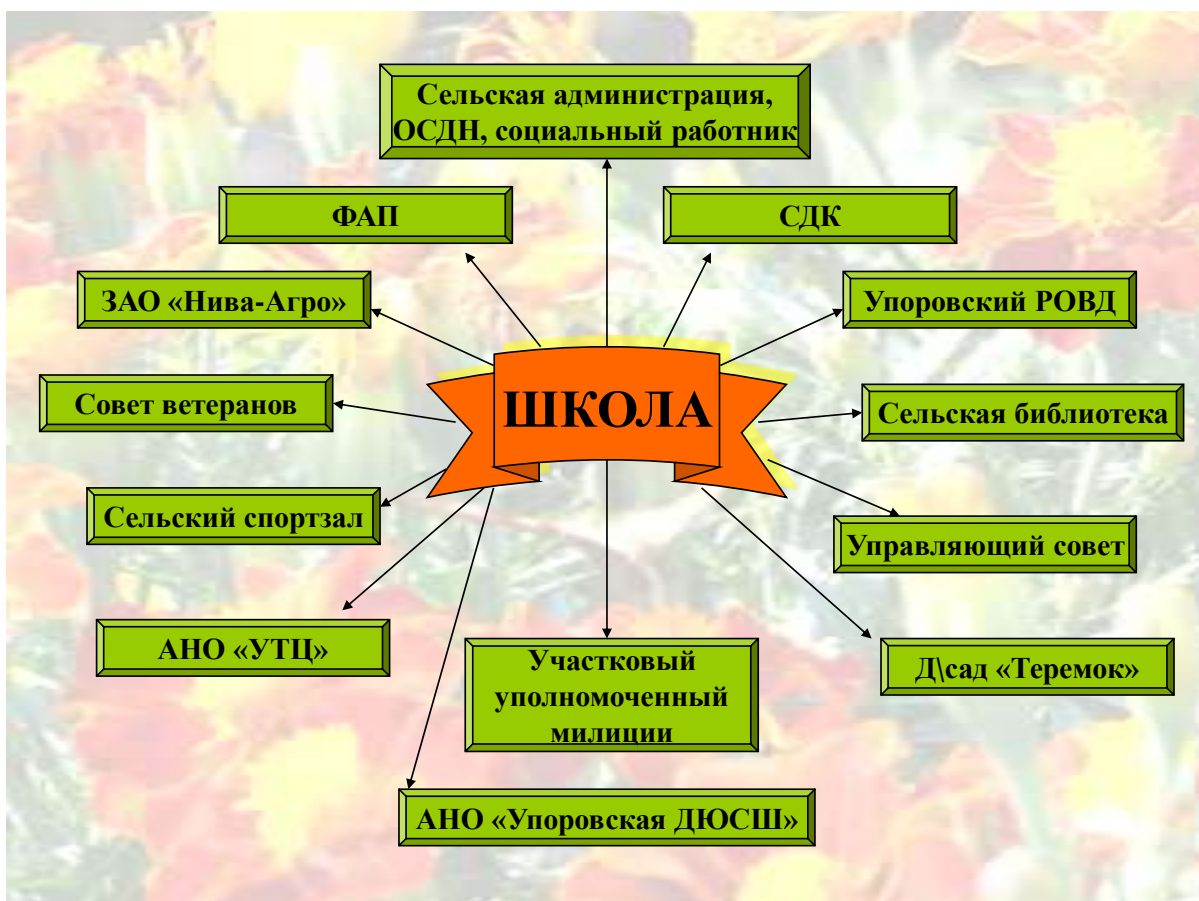 Сельская администрация,
ОСДН, социальный работник
ФАП
СДК
ЗАО «Нива-Агро»
Упоровский РОВД
ШКОЛА
Совет ветеранов
Сельская библиотека
Сельский спортзал
Управляющий совет
АНО «УТЦ»
Участковый
уполномоченный
милиции
Д\сад «Теремок»
АНО «Упоровская ДЮСШ»